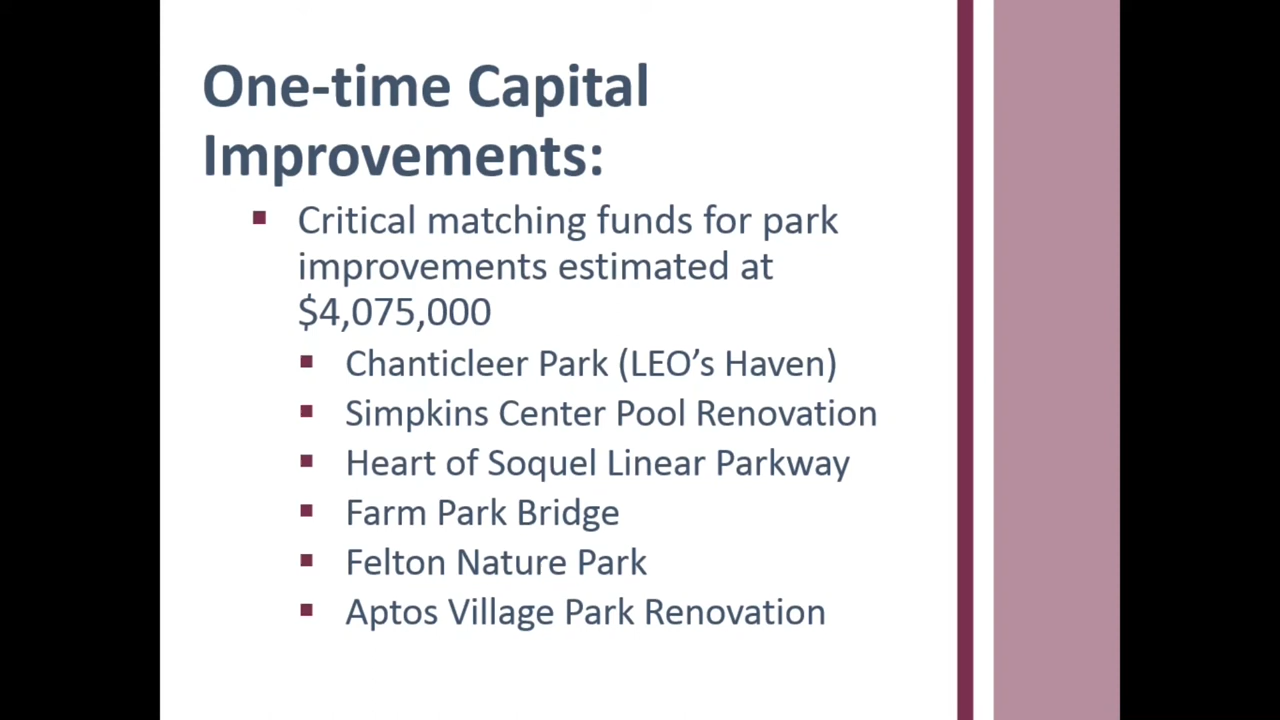 One-time Capital
Improvements:
Critical matching funds for park
improvements estimated at
$4,075,000
Chanticleer Park (LEO’s Haven)
Simpkins Center Pool Renovation
Heart of Soquel Linear Parkway
Farm Park Bridge
Felton Nature Park
Aptos Village Park Renovation